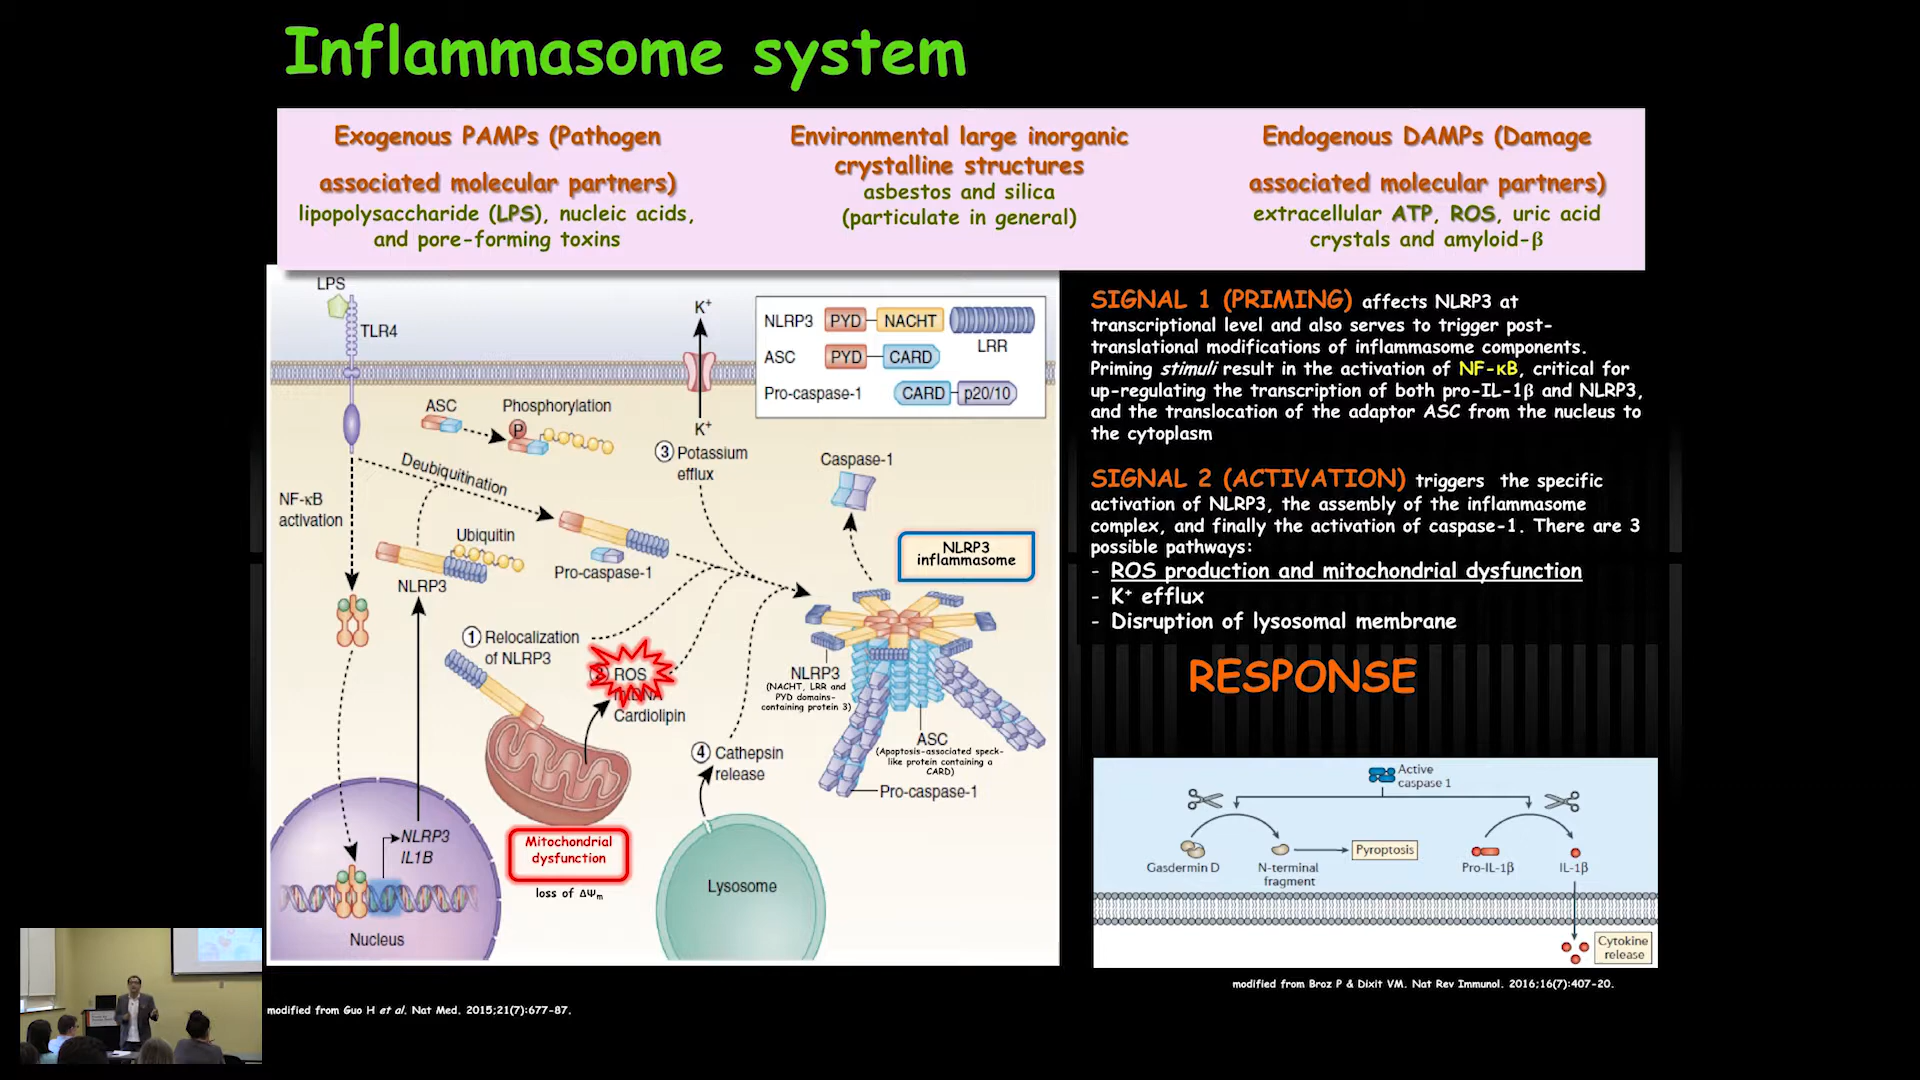 Inflammasome system
Exogenous PAMPs (Pathogen
associated molecular partners)
lipopolysaccharide (LPS), nucleic acids,
and pore-forming toxins
Environmental large inorganic
crystalline structures
asbestos and silica
(particulate in general)
Endogenous DAMPs (Damage
associated molecular partners)
extracellular ATP, ROS, uric acid
crystals and amyloid-β
LPS
TLR4
K⁺
K⁺
NLRP3 PYD NACHT
LRR
ASC PYD CARD
Pro-caspase-1 CARD p20/10
ASC
Phosphorylation
P
Deubiquitination
3 Potassium
efflux
Caspase-1
NF-κB
activation
Ubiquitin
NLRP3
Pro-caspase-1
NLRP3
inflammasome
1 Relocalization
of NLRP3
ROS
Cardiolipin
NLRP3
(NACHT, LRR and
PYD domains-
containing protein 3)
ASC
(Apoptosis-associated speck-
like protein containing a
CARD)
Pro-caspase-1
4 Cathepsin
release
NLRP3
IL1B
Mitochondrial
dysfunction
loss of ΔΨm
Lysosome
Nucleus
modified from Guo H et al. Nat Med. 2015;21(7):677-87.
SIGNAL 1 (PRIMING) affects NLRP3 at
transcriptional level and also serves to trigger post-
translational modifications of inflammasome components.
Priming stimuli result in the activation of NF-κB, critical for
up-regulating the transcription of both pro-IL-1β and NLRP3,
and the translocation of the adaptor ASC from the nucleus to
the cytoplasm
SIGNAL 2 (ACTIVATION) triggers the specific
activation of NLRP3, the assembly of the inflammasome
complex, and finally the activation of caspase-1. There are 3
possible pathways:
- ROS production and mitochondrial dysfunction
- K⁺ efflux
- Disruption of lysosomal membrane
RESPONSE
Active
caspase 1
Gasdermin D
N-terminal
fragment
Pyroptosis
Pro-IL-1β
IL-1β
Cytokine
release
modified from Broz P & Dixit VM. Nat Rev Immunol. 2016;16(7):407-20.